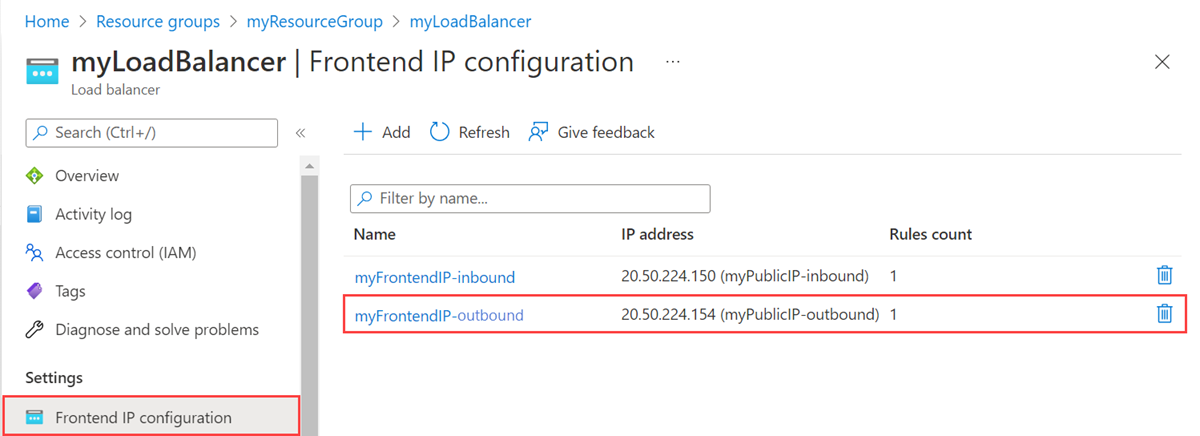 Home > Resource groups > myResourceGroup > myLoadBalancer
myLoadBalancer | Frontend IP configuration ...
Load balancer
Search (Ctrl+/) «
Add Refresh Give feedback
Overview
Activity log
Access control (IAM)
Tags
Diagnose and solve problems
Settings
Frontend IP configuration
Filter by name...
Name IP address Rules count
myFrontendIP-inbound 20.50.224.150 (myPublicIP-inbound) 1
myFrontendIP-outbound 20.50.224.154 (myPublicIP-outbound) 1